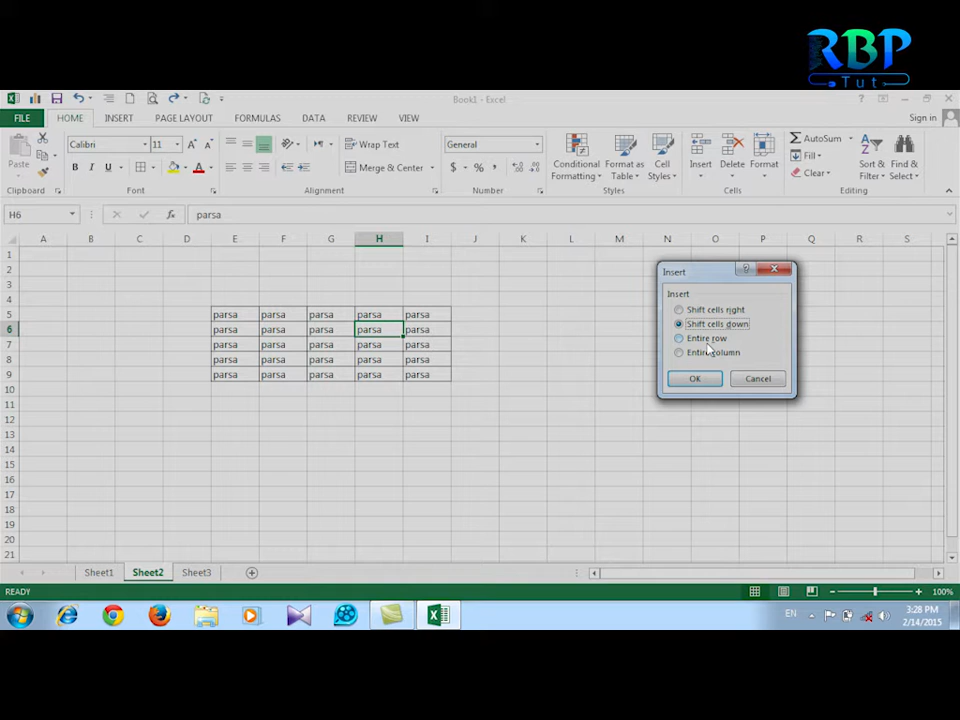 RBP
Tut
Book1 - Excel
FILE
HOME
INSERT
PAGE LAYOUT
FORMULAS
DATA
REVIEW
VIEW
Sign in
Paste
Calibri
11
B I U
Wrap Text
Merge & Center
General
$ % ,
Conditional
Formatting
Format as
Table
Cell
Styles
Insert
Delete
Format
AutoSum
Fill
Clear
Sort &
Filter
Find &
Select
Clipboard
Font
Alignment
Number
Styles
Cells
Editing
H6
fx
parsa
A B C D E F G H I J K L M N O P Q R S
1
2
3
4
5 parsa parsa parsa parsa parsa
6 parsa parsa parsa parsa parsa
7 parsa parsa parsa parsa parsa
8 parsa parsa parsa parsa parsa
9 parsa parsa parsa parsa parsa
10
11
12
13
14
15
16
17
18
19
20
21
Insert
Insert
Shift cells right
Shift cells down
Entire row
Entire column
OK
Cancel
Sheet1
Sheet2
Sheet3
READY
100%
EN
3:28 PM
2/14/2015